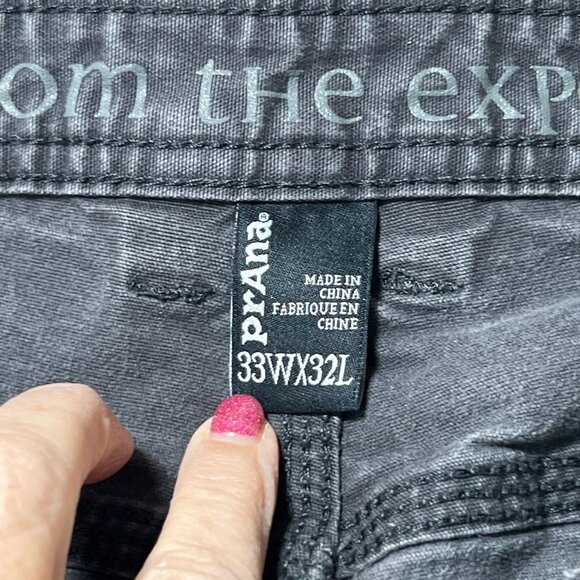 om the exp
prAna®
MADE IN
CHINA
FABRIQUE EN
CHINE
33WX32L